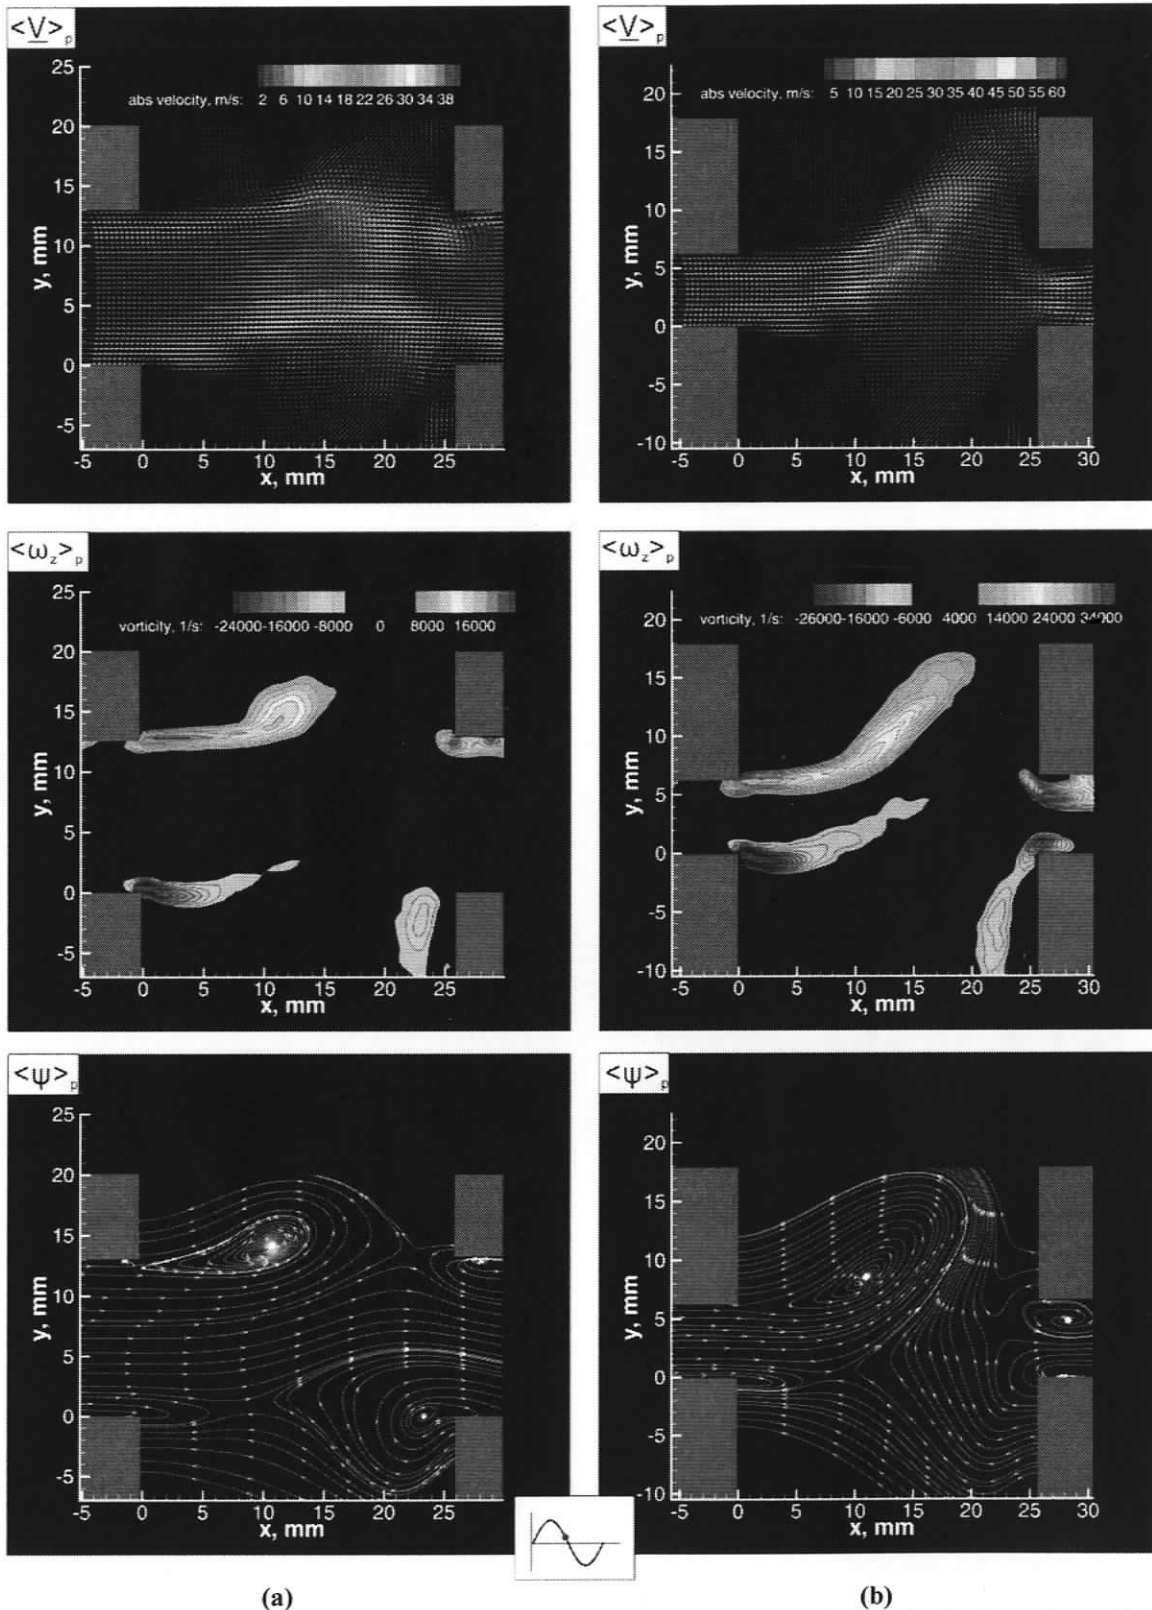 <V>p
25
20
15
10
5
0
-5
y, mm
abs velocity, m/s: 2 6 10 14 18 22 26 30 34 38
-5 0 5 10 15 20 25
x, mm
<V>p
20
15
10
5
0
-5
-10
y, mm
abs velocity, m/s: 5 10 15 20 25 30 35 40 45 50 55 60
-5 0 5 10 15 20 25 30
x, mm
<ωz>p
25
20
15
10
5
0
-5
y, mm
vorticity, 1/s: -24000 -16000 -8000 0 8000 16000
-5 0 5 10 15 20 25
x, mm
<ωz>p
20
15
10
5
0
-5
-10
y, mm
vorticity, 1/s: -26000 -16000 -6000 4000 14000 24000 34000
-5 0 5 10 15 20 25 30
x, mm
<ψ>p
25
20
15
10
5
0
-5
y, mm
-5 0 5 10 15 20 25
x, mm
<ψ>p
20
15
10
5
0
-5
-10
y, mm
-5 0 5 10 15 20 25 30
x, mm
(a)
(b)